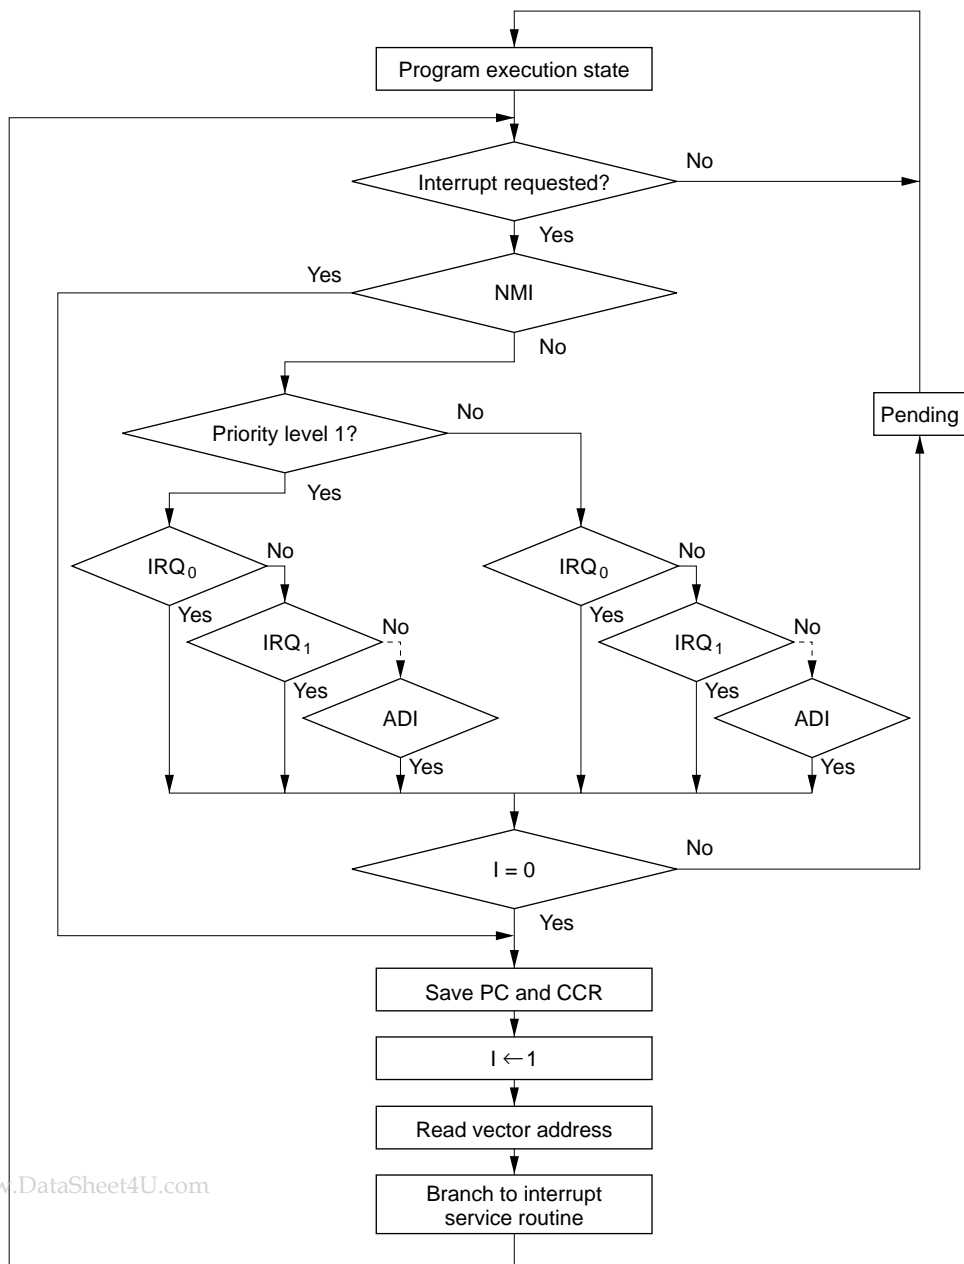 Program execution state
Interrupt requested?
No
Yes
Yes
NMI
No
Priority level 1?
No
Pending
Yes
IRQ0
No
IRQ0
No
Yes
Yes
IRQ1
No
IRQ1
No
Yes
Yes
ADI
ADI
Yes
Yes
I = 0
No
Yes
Save PC and CCR
I ← 1
Read vector address
Branch to interrupt
service routine
w.DataSheet4U.com